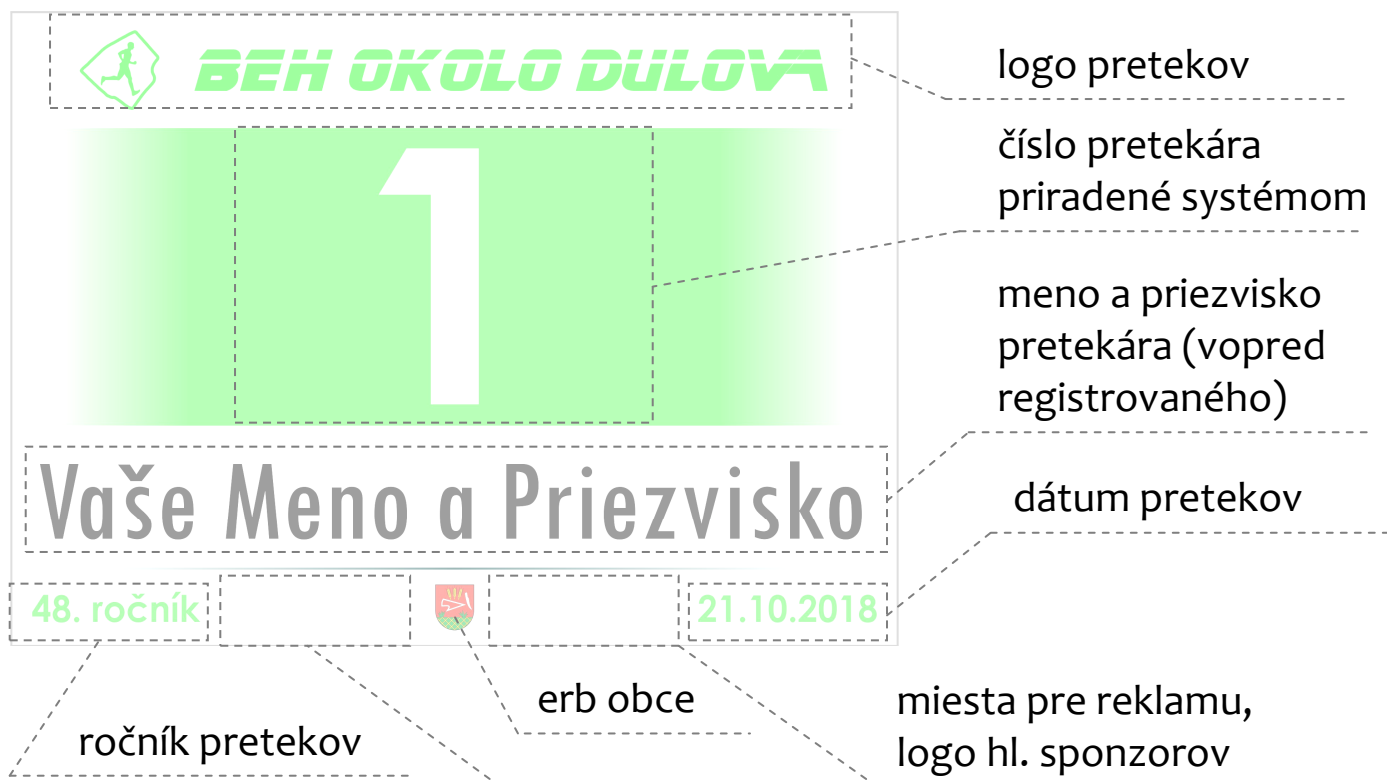 BEH OKOLO DULOVA
logo pretekov
1
číslo pretekára
priradené systémom
meno a priezvisko
pretekára (vopred
registrovaného)
Vaše Meno a Priezvisko
dátum pretekov
48. ročník
21.10.2018
ročník pretekov
erb obce
miesta pre reklamu,
logo hl. sponzorov